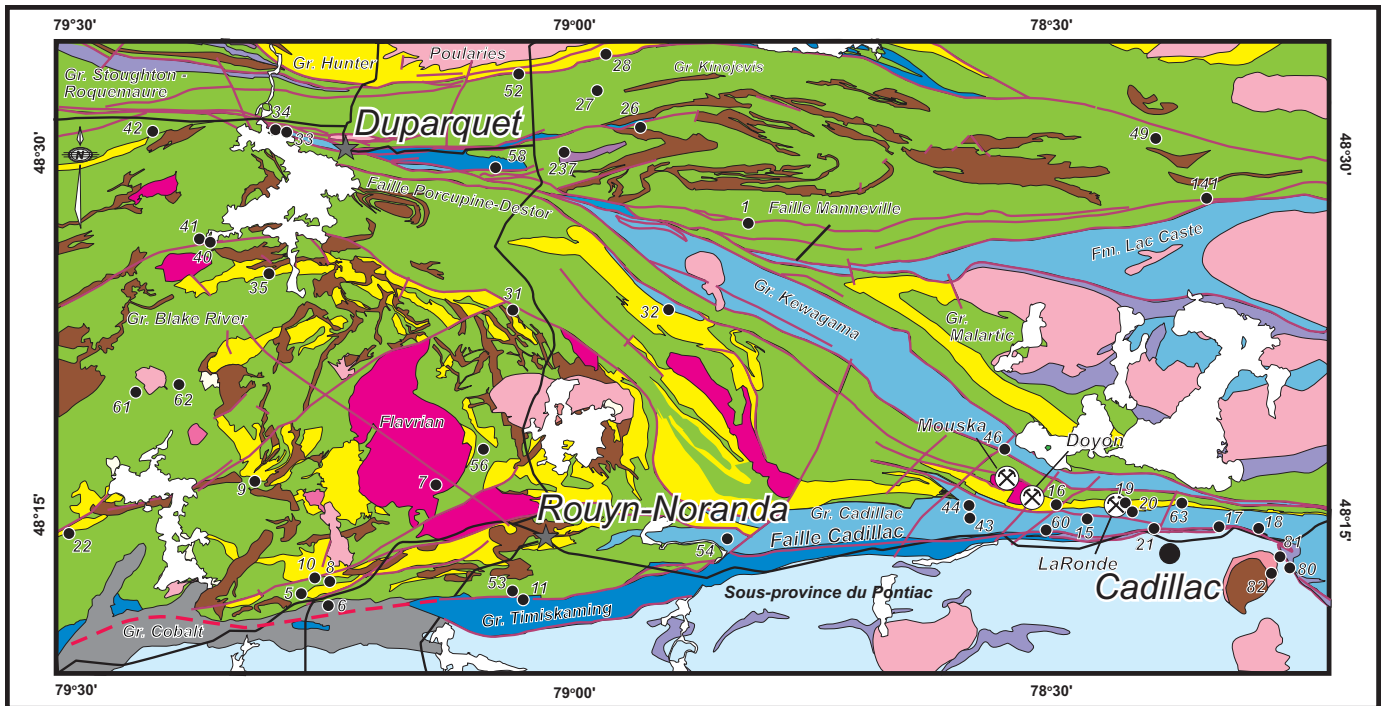 79°30'
79°00'
78°30'
Gr. Stoughton -
Roquemaure
Gr. Hunter
Poularies
28
52
27
Gr. Kinojevis
26
34
33
42
Duparquet
49
48°30'
48°30'
N
58
237
Faille Porcupine-Destor
141
1
Faille Manneville
41
40
Fm. Lac Caste
35
Gr. Kewagama
Gr. Blake River
31
32
Gr.
Malartic
61
62
Flavrian
Mouska
46
Doyon
56
7
9
48°15'
48°15'
Rouyn-Noranda
16
19
20
63
Gr. Cadillac
44
43
Faille Cadillac
60
15
21
17
18
22
54
81
80
LaRonde
10
8
5
6
53
11
Cadillac
82
Sous-province du Pontiac
Gr. Timiskaming
Gr. Cobalt
79°30'
79°00'
78°30'